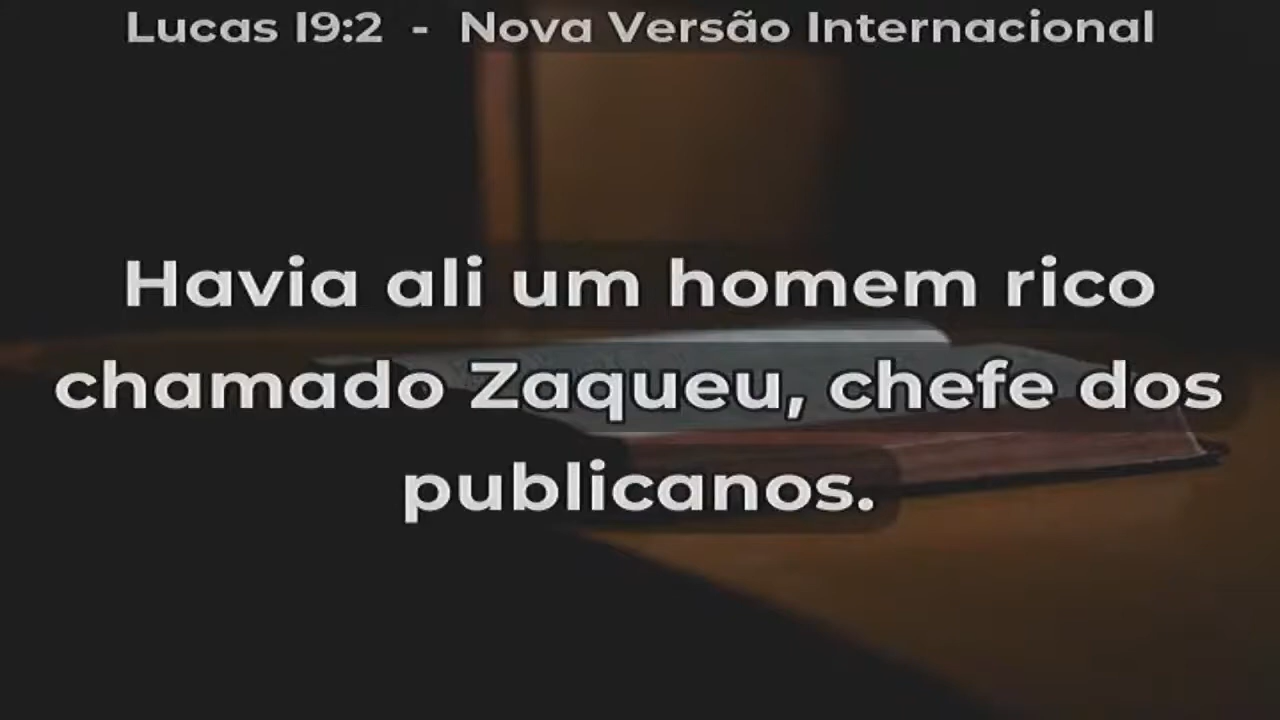 Lucas 19:2 - Nova Versão Internacional
Havia ali um homem rico
chamado Zaqueu, chefe dos
publicanos.